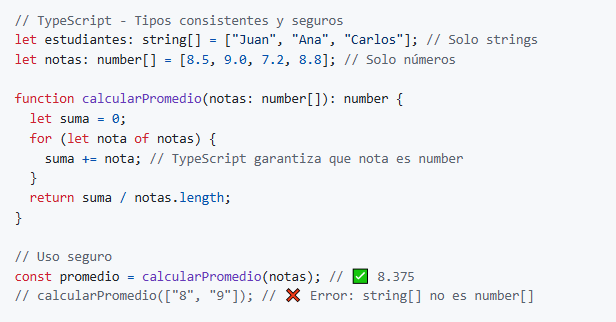 // TypeScript - Tipos consistentes y seguros
let estudiantes: string[] = ["Juan", "Ana", "Carlos"]; // Solo strings
let notas: number[] = [8.5, 9.0, 7.2, 8.8]; // Solo números

function calcularPromedio(notas: number[]): number {
  let suma = 0;
  for (let nota of notas) {
    suma += nota; // TypeScript garantiza que nota es number
  }
  return suma / notas.length;
}

// Uso seguro
const promedio = calcularPromedio(notas); // ✅ 8.375
// calcularPromedio(["8", "9"]); // ❌ Error: string[] no es number[]